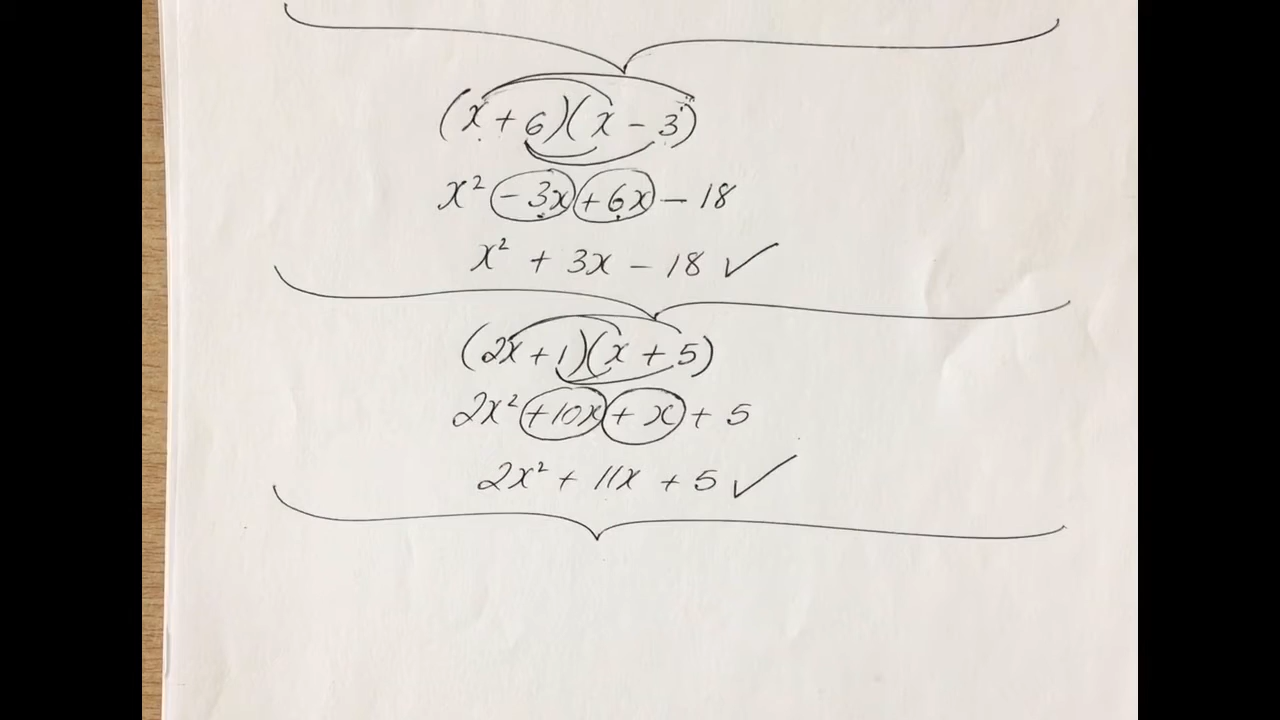 (x + 6)(x - 3)
x² - 3x + 6x - 18
x² + 3x - 18 ✓
(2x + 1)(x + 5)
2x² + 10x + x + 5
2x² + 11x + 5 ✓